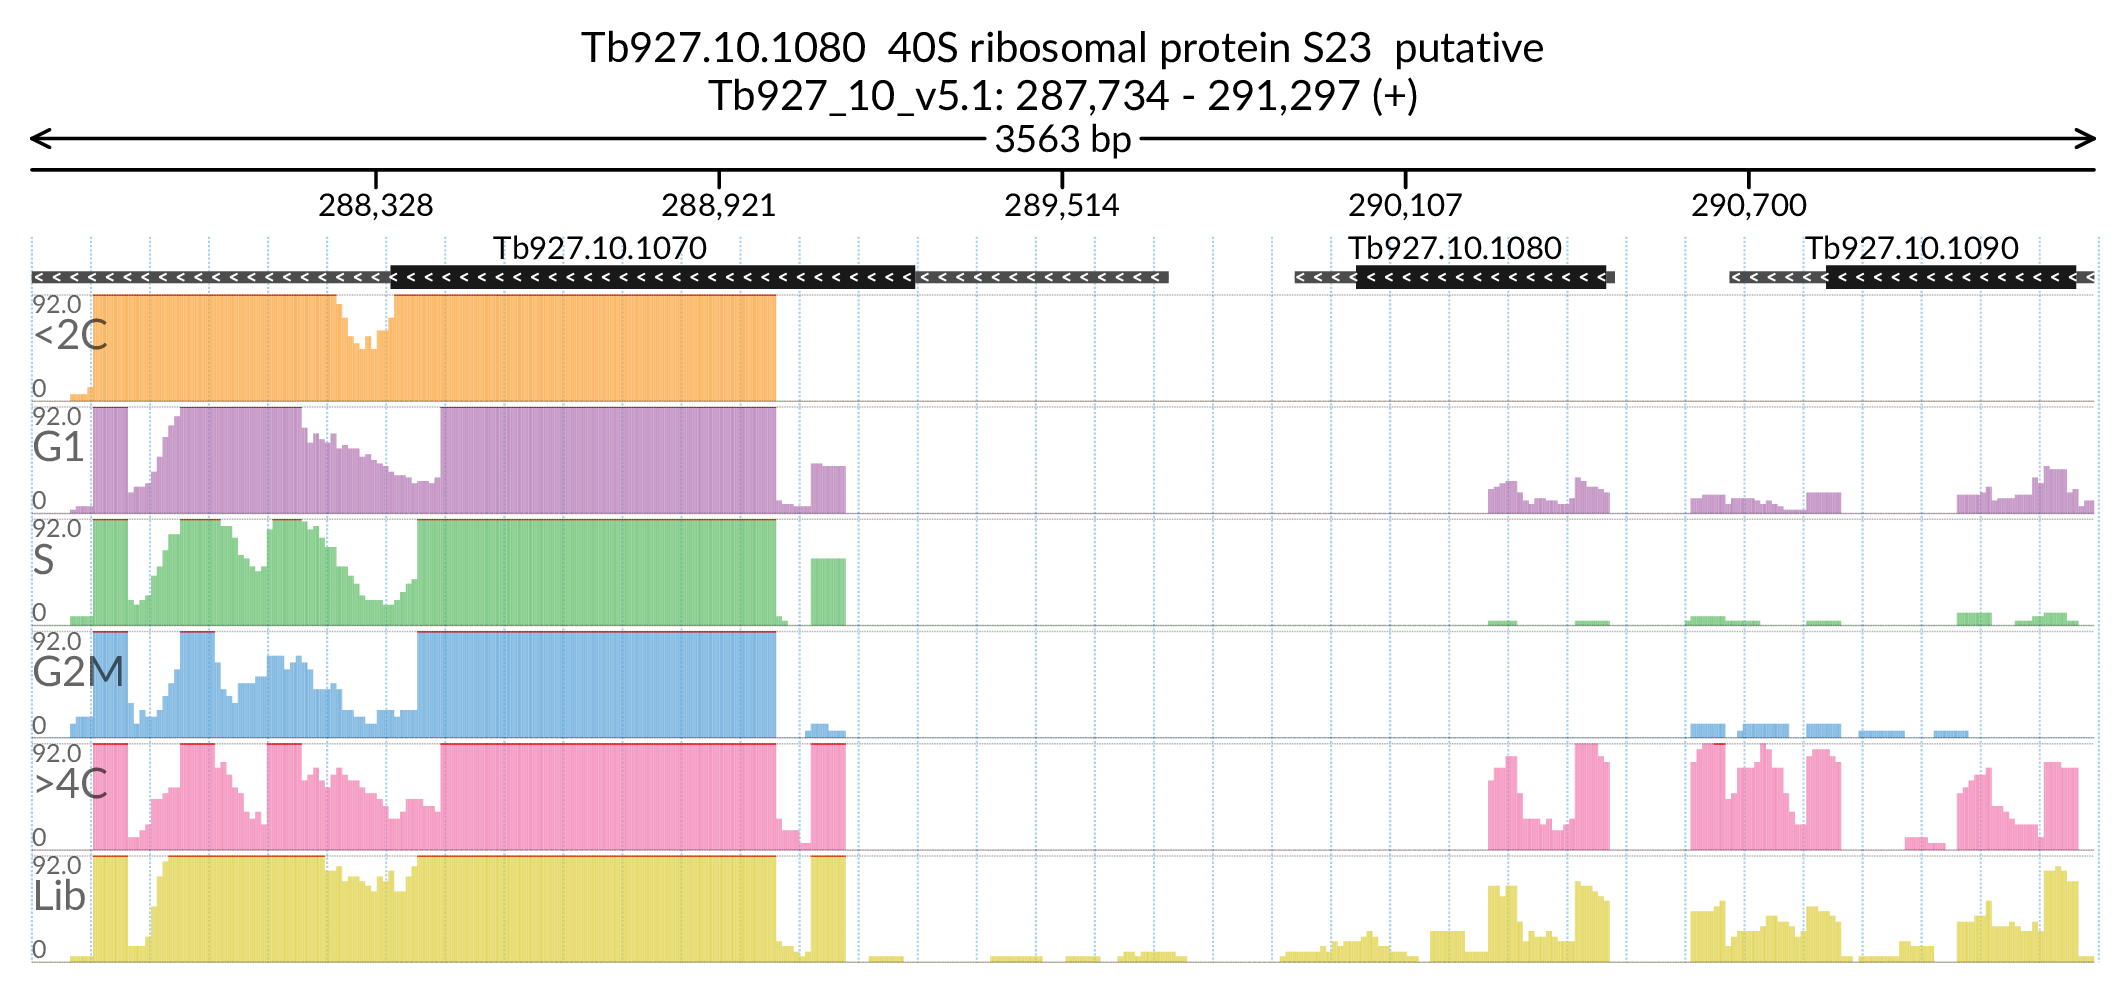 Tb927.10.1080  40S ribosomal protein S23  putative
Tb927_10_v5.1: 287,734 - 291,297 (+)
3563 bp
288,328 288,921 289,514 290,107 290,700
Tb927.10.1070 Tb927.10.1080 Tb927.10.1090
92.0
<2C
0
92.0
G1
0
92.0
S
0
92.0
G2M
0
92.0
>4C
0
92.0
Lib
0